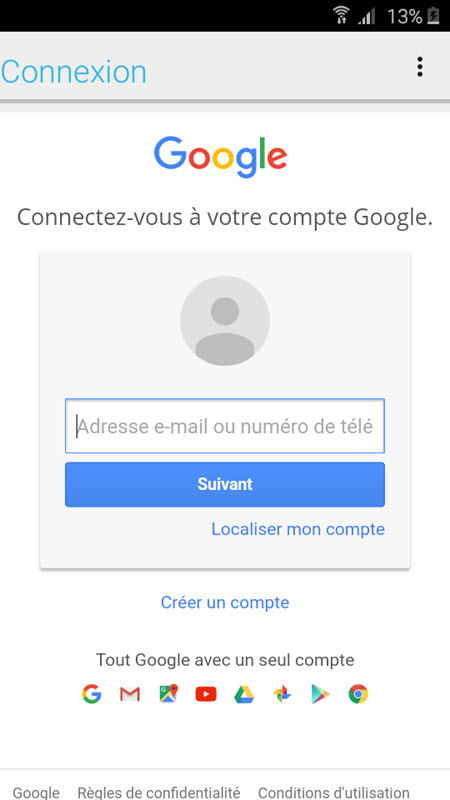 13%
Connexion
Google
Connectez-vous à votre compte Google.
Adresse e-mail ou numéro de télé
Suivant
Localiser mon compte
Créer un compte
Tout Google avec un seul compte
Google Règles de confidentialité Conditions d'utilisation